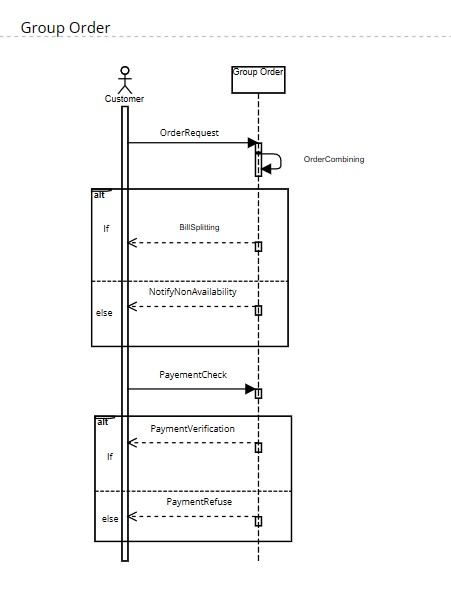 Group Order
Group Order
Customer
OrderRequest
OrderCombining
alt
If
BillSplitting
NotifyNonAvailability
else
PayementCheck
alt
PaymentVerification
If
PaymentRefuse
else